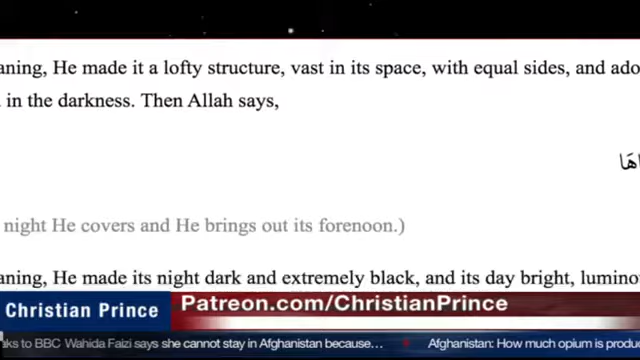 aning, He made it a lofty structure, vast in its space, with equal sides, and ado
in the darkness. Then Allah says,
night He covers and He brings out its forenoon.)
aning, He made its night dark and extremely black, and its day bright, lumino
Christian Prince
Patreon.com/ChristianPrince
aks to BBC Wahida Faizi says she cannot stay in Afghanistan because… Afghanistan: How much opium is produc